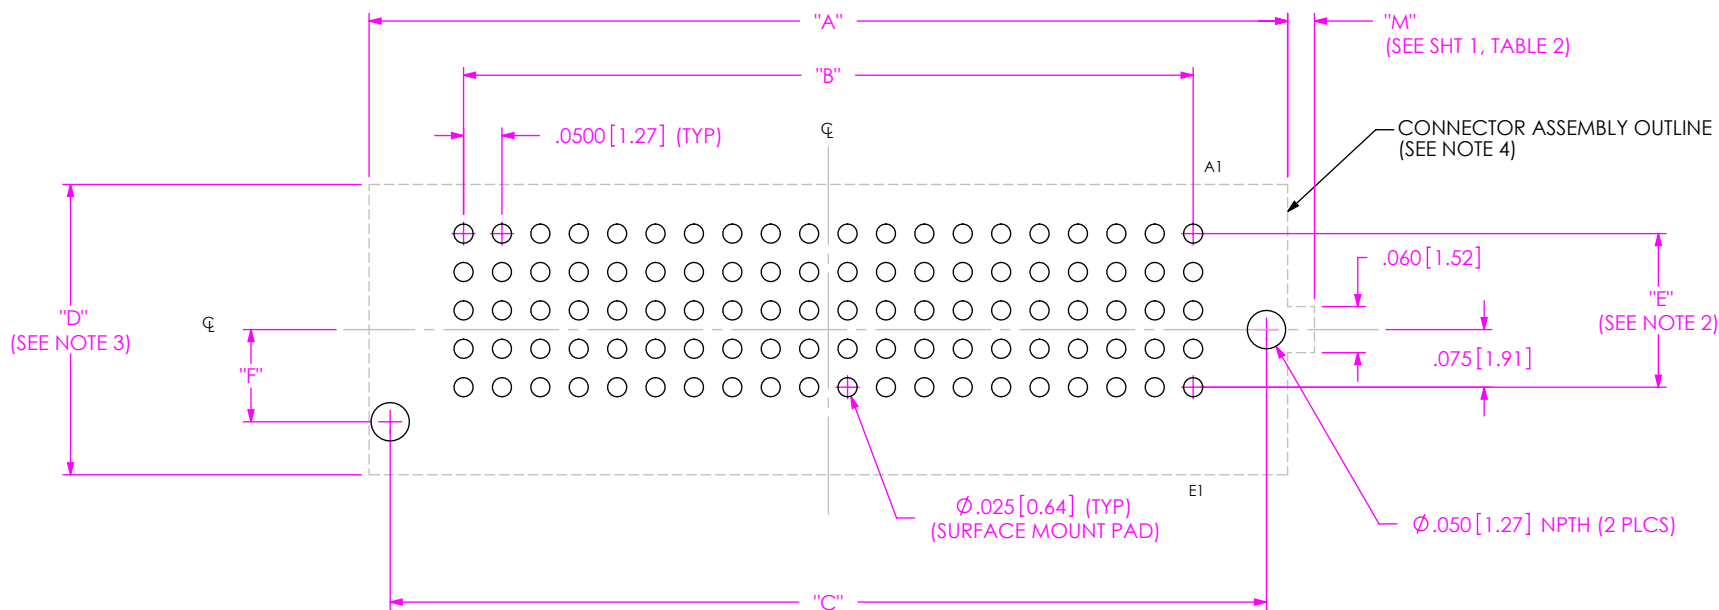 "A"
"M"
(SEE SHT 1, TABLE 2)
"B"
.0500 [1.27] (TYP)
℄
CONNECTOR ASSEMBLY OUTLINE
(SEE NOTE 4)
A1
.060 [1.52]
"D"
(SEE NOTE 3)
℄
"E"
(SEE NOTE 2)
"F"
.075 [1.91]
E1
Ø.025 [0.64] (TYP)
(SURFACE MOUNT PAD)
Ø.050 [1.27] NPTH (2 PLCS)
"C"